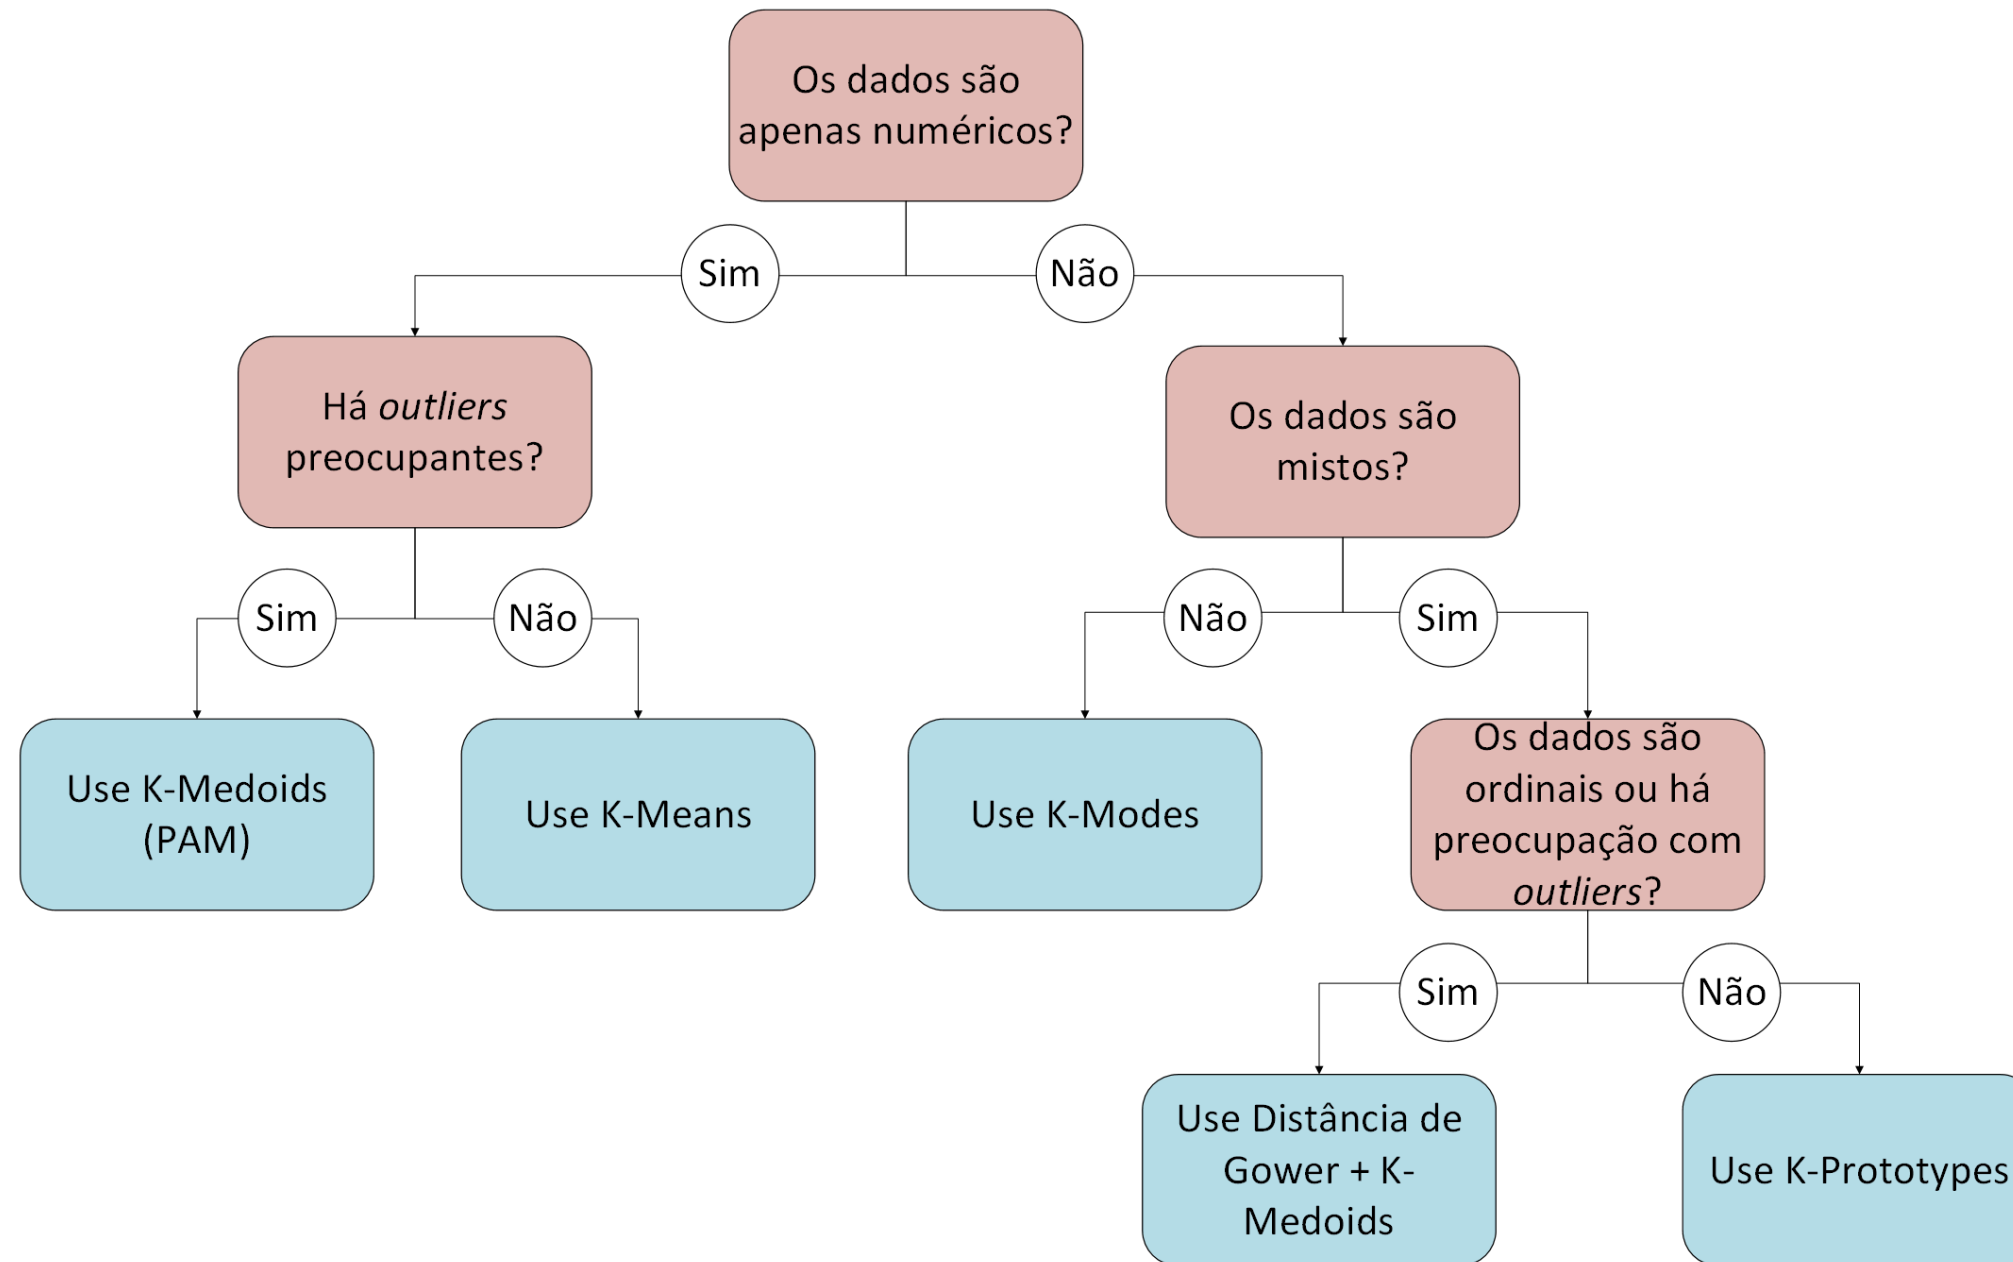 Os dados são
apenas numéricos?
Sim
Não
Há outliers
preocupantes?
Os dados são
mistos?
Sim
Não
Não
Sim
Use K-Medoids
(PAM)
Use K-Means
Use K-Modes
Os dados são
ordinais ou há
preocupação com
outliers?
Sim
Não
Use Distância de
Gower + K-
Medoids
Use K-Prototypes